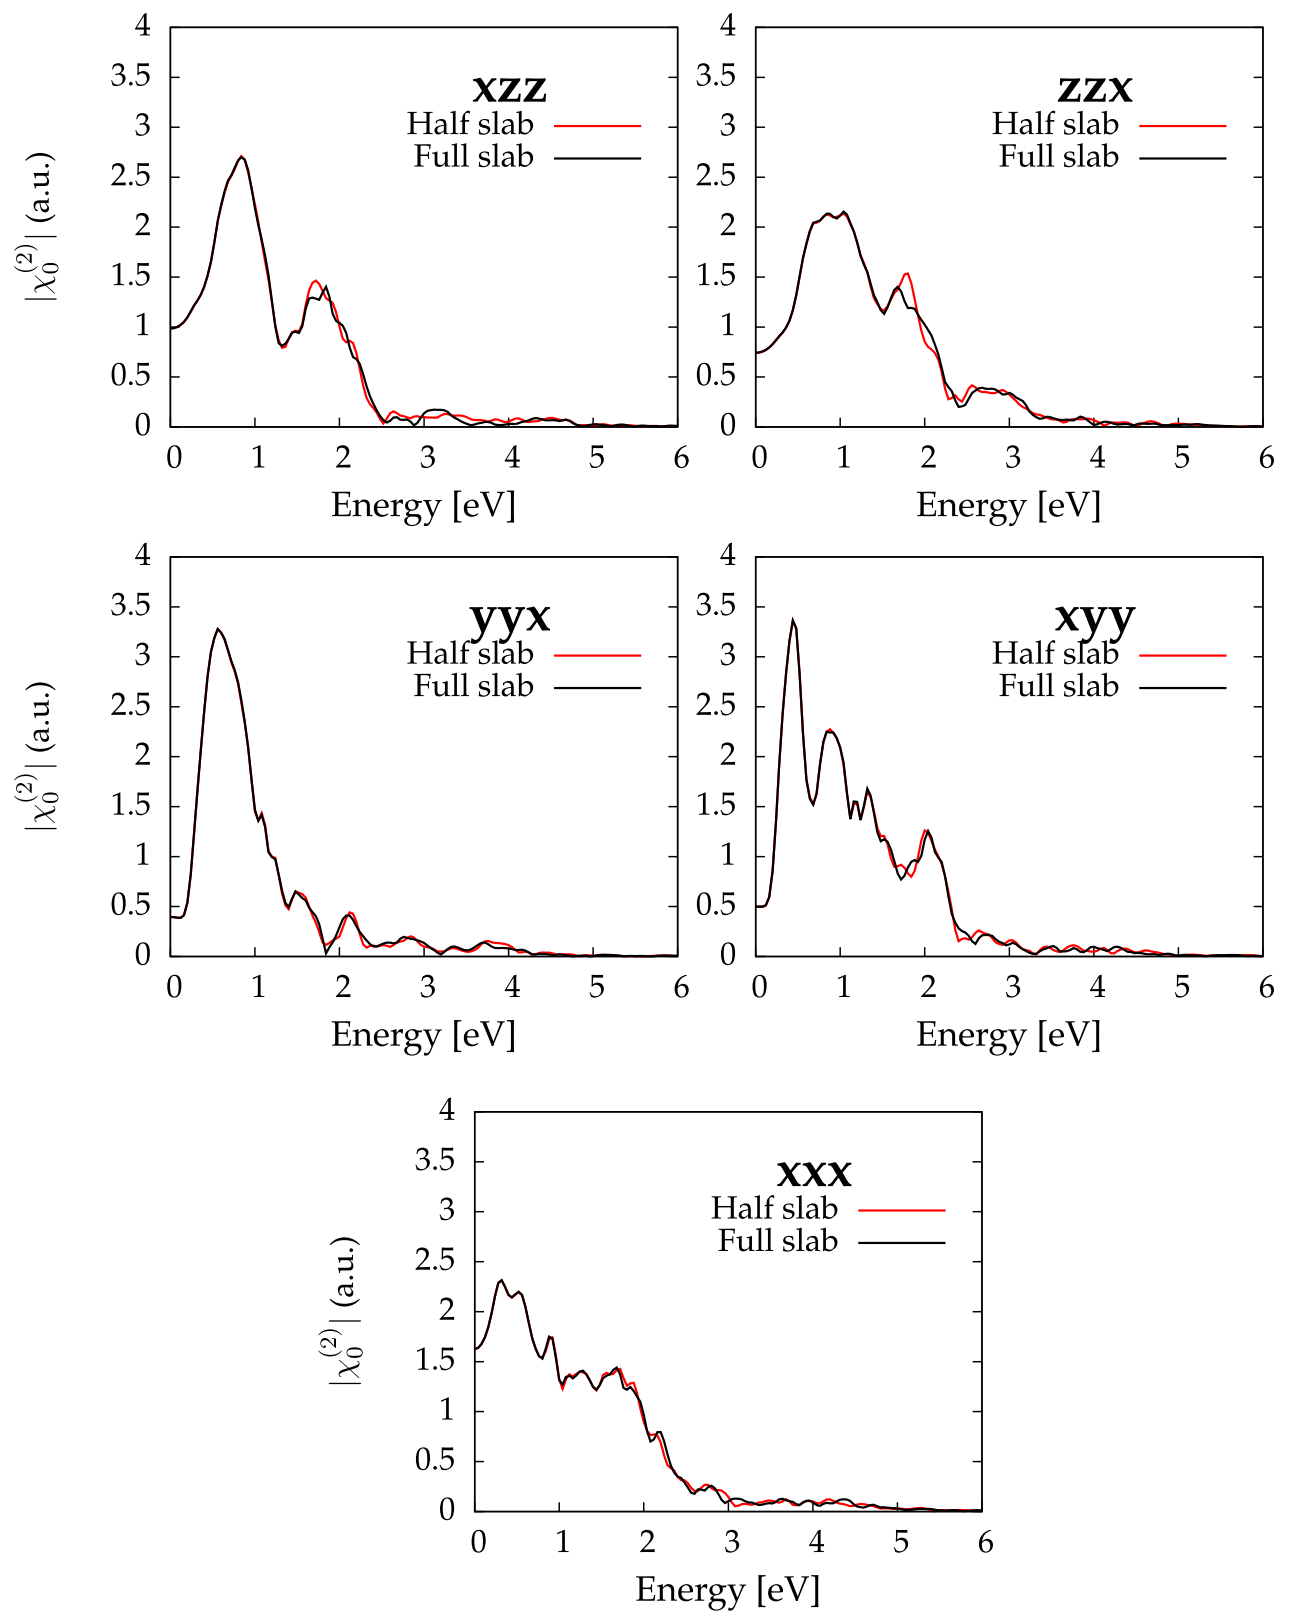 xzz
Half slab
Full slab
|χ₀⁽²⁾| (a.u.)
4
3.5
3
2.5
2
1.5
1
0.5
0
0 1 2 3 4 5 6
Energy [eV]
zzx
Half slab
Full slab
4
3.5
3
2.5
2
1.5
1
0.5
0
0 1 2 3 4 5 6
Energy [eV]
yyx
Half slab
Full slab
|χ₀⁽²⁾| (a.u.)
4
3.5
3
2.5
2
1.5
1
0.5
0
0 1 2 3 4 5 6
Energy [eV]
xyy
Half slab
Full slab
4
3.5
3
2.5
2
1.5
1
0.5
0
0 1 2 3 4 5 6
Energy [eV]
xxx
Half slab
Full slab
|χ₀⁽²⁾| (a.u.)
4
3.5
3
2.5
2
1.5
1
0.5
0
0 1 2 3 4 5 6
Energy [eV]